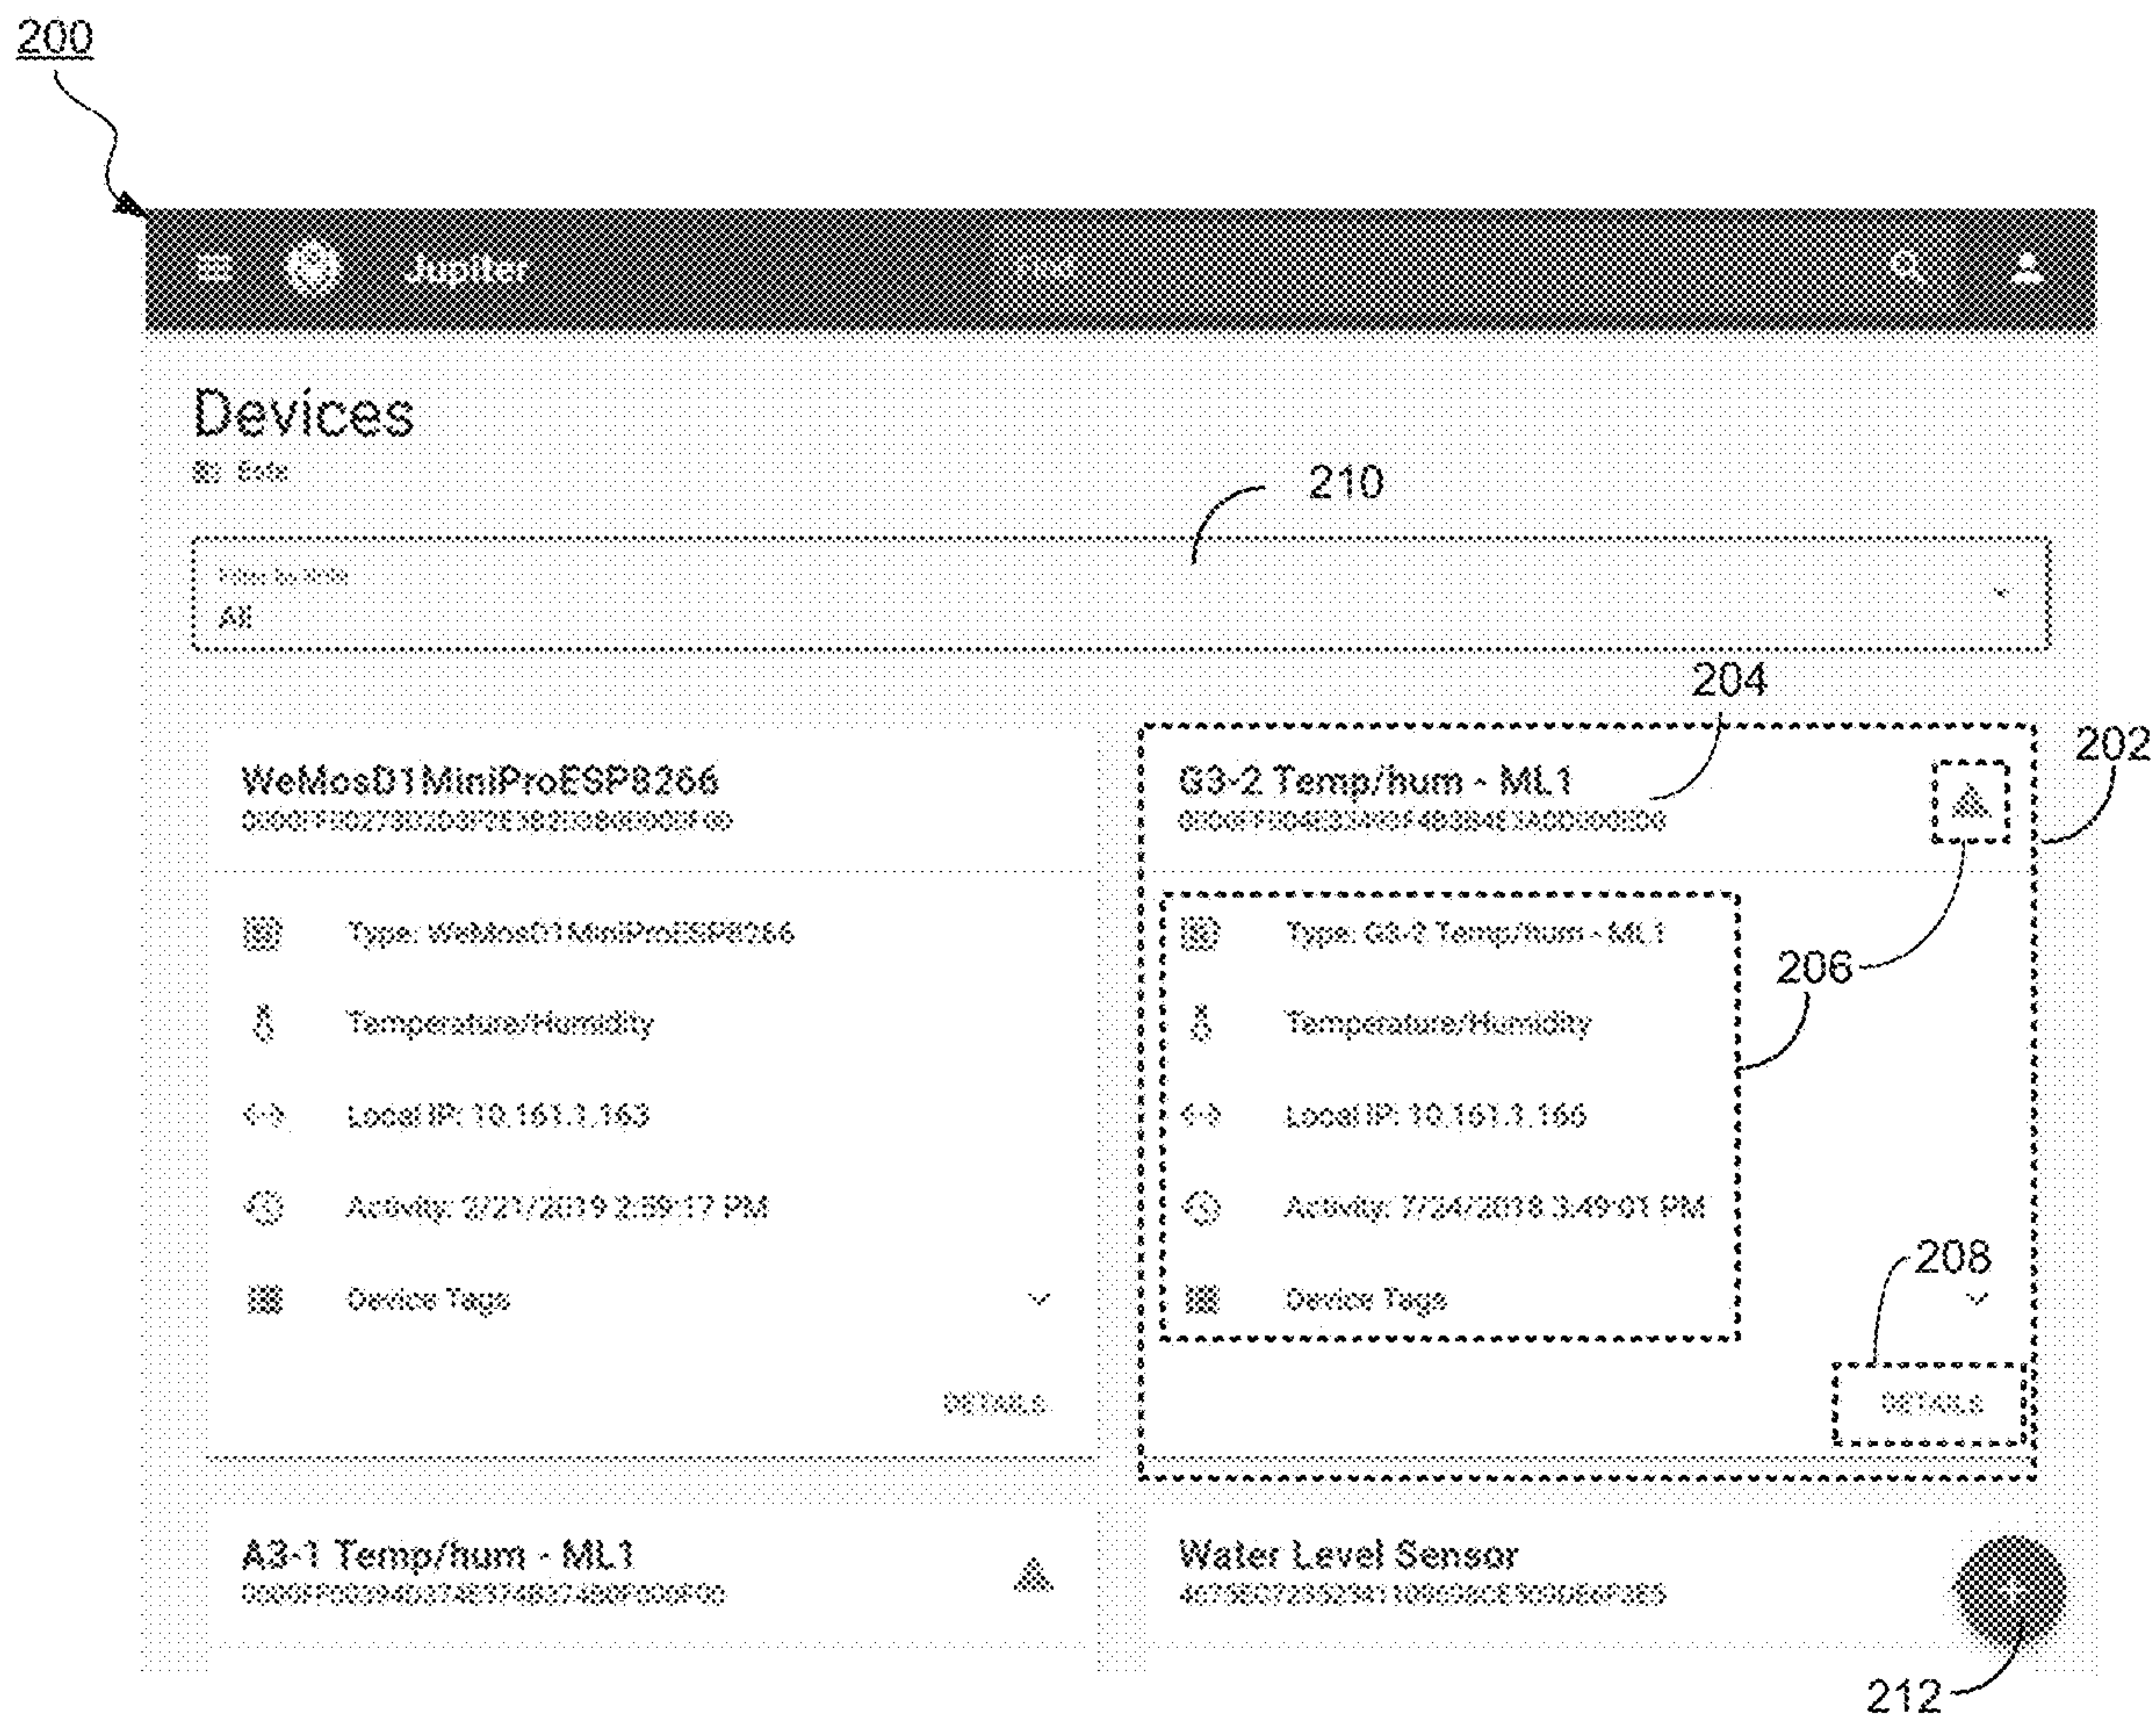 200
Jupiter
Find
Devices
210
All
204
202
WeMosD1MiniProESP8266
G3-2 Temp/hum - ML1
Type: WeMosD1MiniProESP8266
Type: G3-2 Temp/hum - ML1
206
Temperature/Humidity
Temperature/Humidity
Local IP: 10.161.1.163
Local IP: 10.161.1.166
Activity: 2/21/2019 2:59:17 PM
Activity: 7/24/2018 3:49:01 PM
208
Device Tags
Device Tags
DETAILS
DETAILS
A3-1 Temp/hum - ML1
Water Level Sensor
212